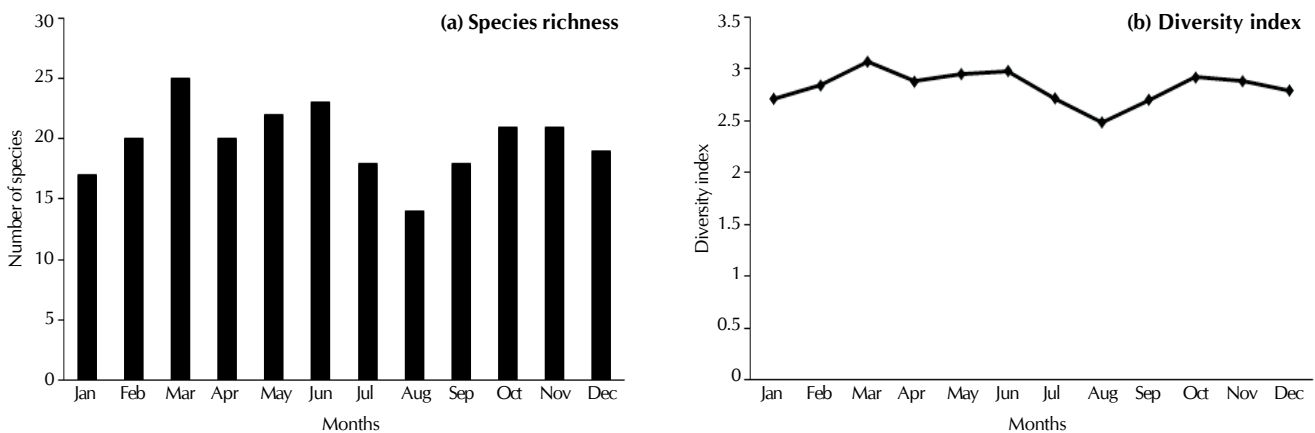 (a) Species richness
30
25
20
15
10
5
0
Number of species
Jan Feb Mar Apr May Jun Jul Aug Sep Oct Nov Dec
Months
(b) Diversity index
3.5
3
2.5
2
1.5
1
0.5
0
Diversity index
Jan Feb Mar Apr May Jun Jul Aug Sep Oct Nov Dec
Months